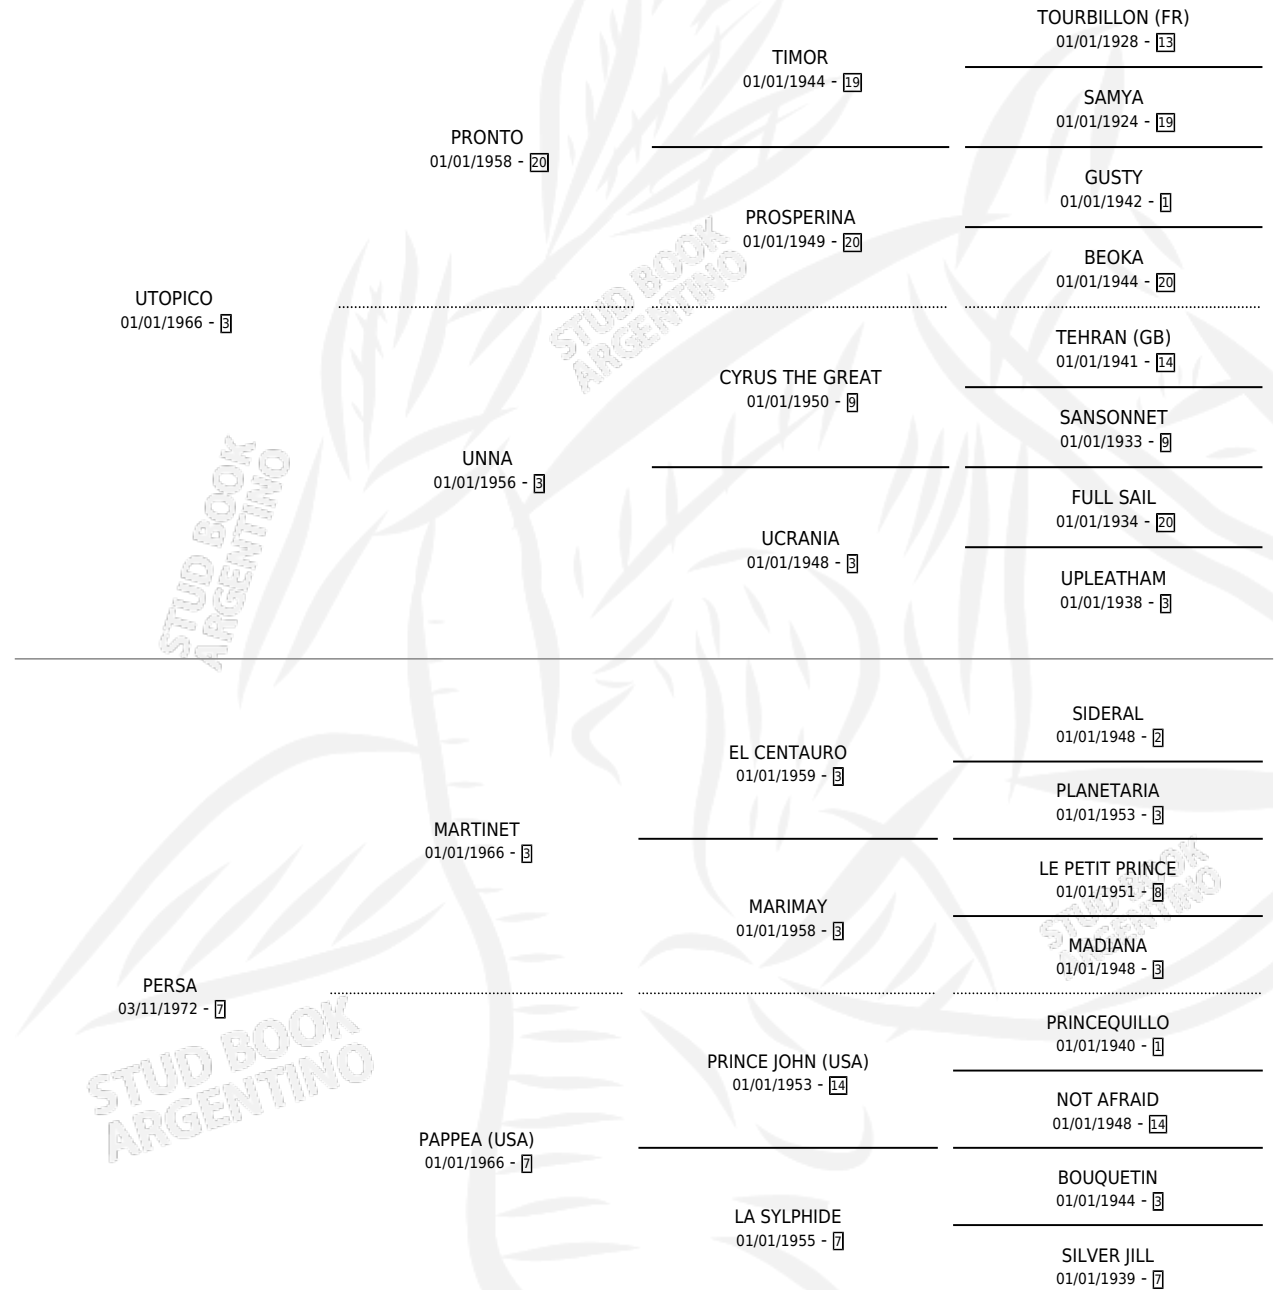 TOURBILLON (FR)
01/01/1928 - 13
TIMOR
01/01/1944 - 19
SAMYA
01/01/1924 - 19
PRONTO
01/01/1958 - 20
GUSTY
01/01/1942 - 1
PROSPERINA
01/01/1949 - 20
BEOKA
01/01/1944 - 20
UTOPICO
01/01/1966 - 3
TEHRAN (GB)
01/01/1941 - 14
CYRUS THE GREAT
01/01/1950 - 9
SANSONNET
01/01/1933 - 9
UNNA
01/01/1956 - 3
FULL SAIL
01/01/1934 - 20
UCRANIA
01/01/1948 - 3
UPLEATHAM
01/01/1938 - 3
STUD BOOK
ARGENTINO
STUD BOOK
ARGENTINO
SIDERAL
01/01/1948 - 2
EL CENTAURO
01/01/1959 - 3
PLANETARIA
01/01/1953 - 3
MARTINET
01/01/1966 - 3
LE PETIT PRINCE
01/01/1951 - 8
MARIMAY
01/01/1958 - 3
MADIANA
01/01/1948 - 3
PERSA
03/11/1972 - 7
PRINCEQUILLO
01/01/1940 - 1
PRINCE JOHN (USA)
01/01/1953 - 14
NOT AFRAID
01/01/1948 - 14
PAPPEA (USA)
01/01/1966 - 7
BOUQUETIN
01/01/1944 - 3
LA SYLPHIDE
01/01/1955 - 7
SILVER JILL
01/01/1939 - 7
STUD BOOK
ARGENTINO
STUD BOOK
ARGENTINO